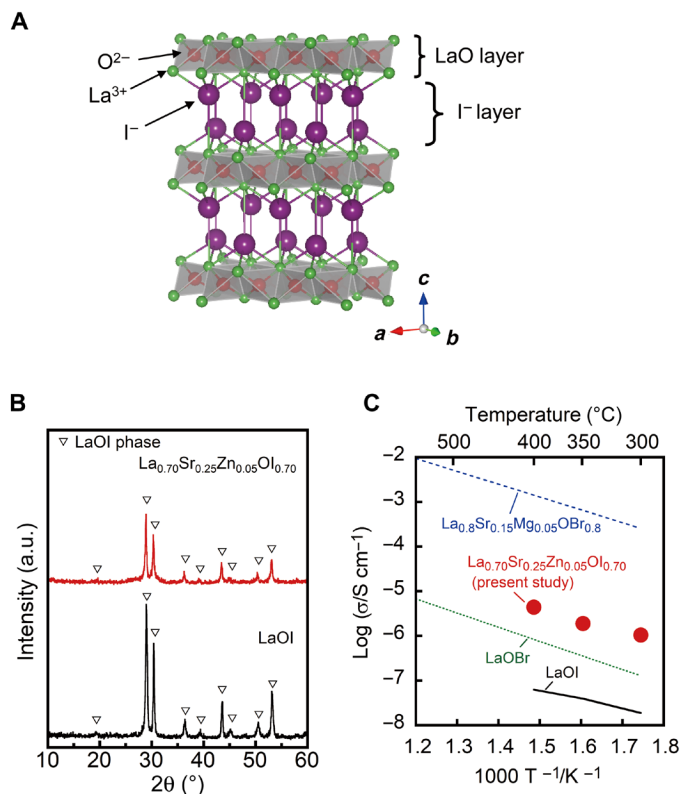 A
O2−
La3+
I−
LaO layer
I− layer
c
a
b
B
▽ LaOI phase
La0.70Sr0.25Zn0.05OI0.70
LaOI
Intensity (a.u.)
10 20 30 40 50 60
2θ (°)
C
Temperature (°C)
500 400 350 300
−2
−3
−4
−5
−6
−7
−8
Log (σ/S cm−1)
La0.8Sr0.15Mg0.05OBr0.8
La0.70Sr0.25Zn0.05OI0.70
(present study)
LaOBr
LaOI
1.2 1.3 1.4 1.5 1.6 1.7 1.8
1000 T −1/K −1